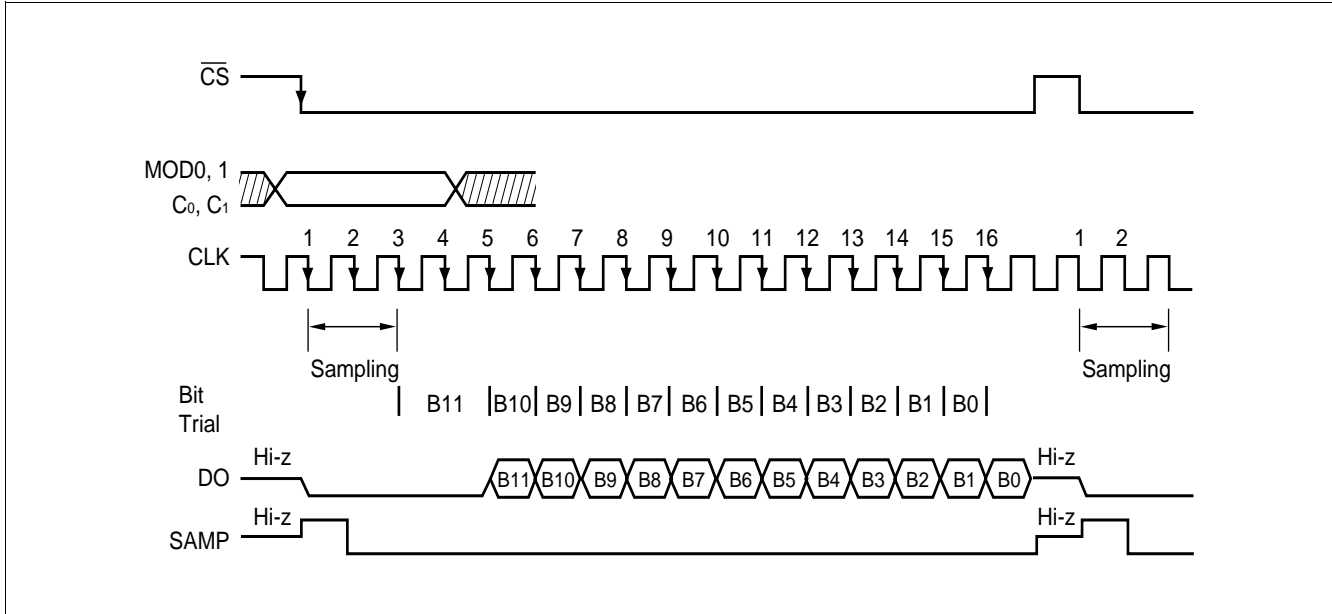 CS
MOD0, 1
C0, C1
1 2 3 4 5 6 7 8 9 10 11 12 13 14 15 16 1 2
CLK
Sampling Sampling
Bit
Trial
B11 B10 B9 B8 B7 B6 B5 B4 B3 B2 B1 B0
Hi-z Hi-z
DO B11 B10 B9 B8 B7 B6 B5 B4 B3 B2 B1 B0
Hi-z Hi-z
SAMP